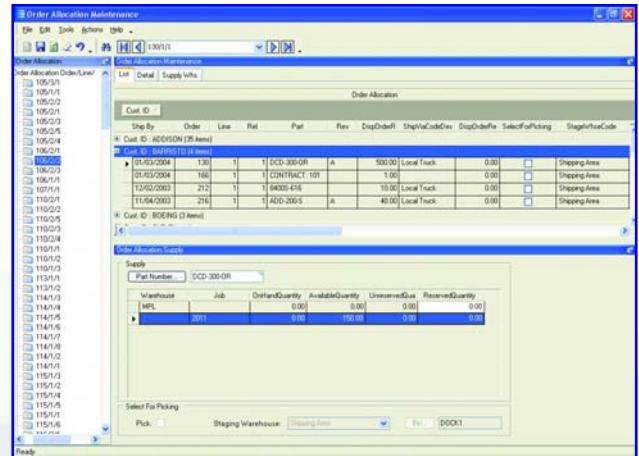 Order Allocation Maintenance
File Edit Tools Actions Help
130/1/1
Order Allocation
Order Allocation Order/Line/
105/3/1
105/1/1
105/2/2
105/2/1
105/2/3
105/2/5
105/2/4
106/2/1
106/2/2
106/2/3
106/1/1
107/1/1
110/2/1
110/2/2
110/2/5
110/2/3
110/2/4
110/1/1
110/1/2
110/1/3
113/1/1
113/1/2
114/1/3
114/1/4
114/1/5
114/1/6
114/1/7
114/1/8
114/1/2
114/1/1
115/1/3
115/1/2
115/1/4
115/1/5
115/1/1
115/1/6
Order Allocation Maintenance
List Detail Supply Whs
Order Allocation
Cust. ID
Ship By Order Line Rel Part Rev DispOrderR ShipViaCodeDes DispOrderRe SelectForPicking StageWhseCode
Cust. ID : ADDISON (35 items)
Cust. ID : BARRISTO (4 items)
01/03/2004 130 1 1 DCD-300-OR A 500.00 Local Truck 0.00 Shipping Area
01/03/2004 166 1 1 CONTRACT: 101 1.00 0.00 Shipping Area
12/02/2003 212 1 1 64005-616 10.00 Local Truck 0.00 Shipping Area
11/04/2003 216 1 1 ADD-200-S A 40.00 Local Truck 0.00 Shipping Area
Cust. ID : BOEING (3 items)
Order Allocation Supply
Supply
Part Number... DCD-300-OR
Warehouse Job OnHandQuantity AvailableQuantity UnreservedQua ReservedQuantity
MPL 0.00 0.00 0.00 0.00
2011 0.00 -150.00 0.00 0.00
Select For Picking
Pick: Staging Warehouse: Shipping Area Bin... DOCK1
Ready